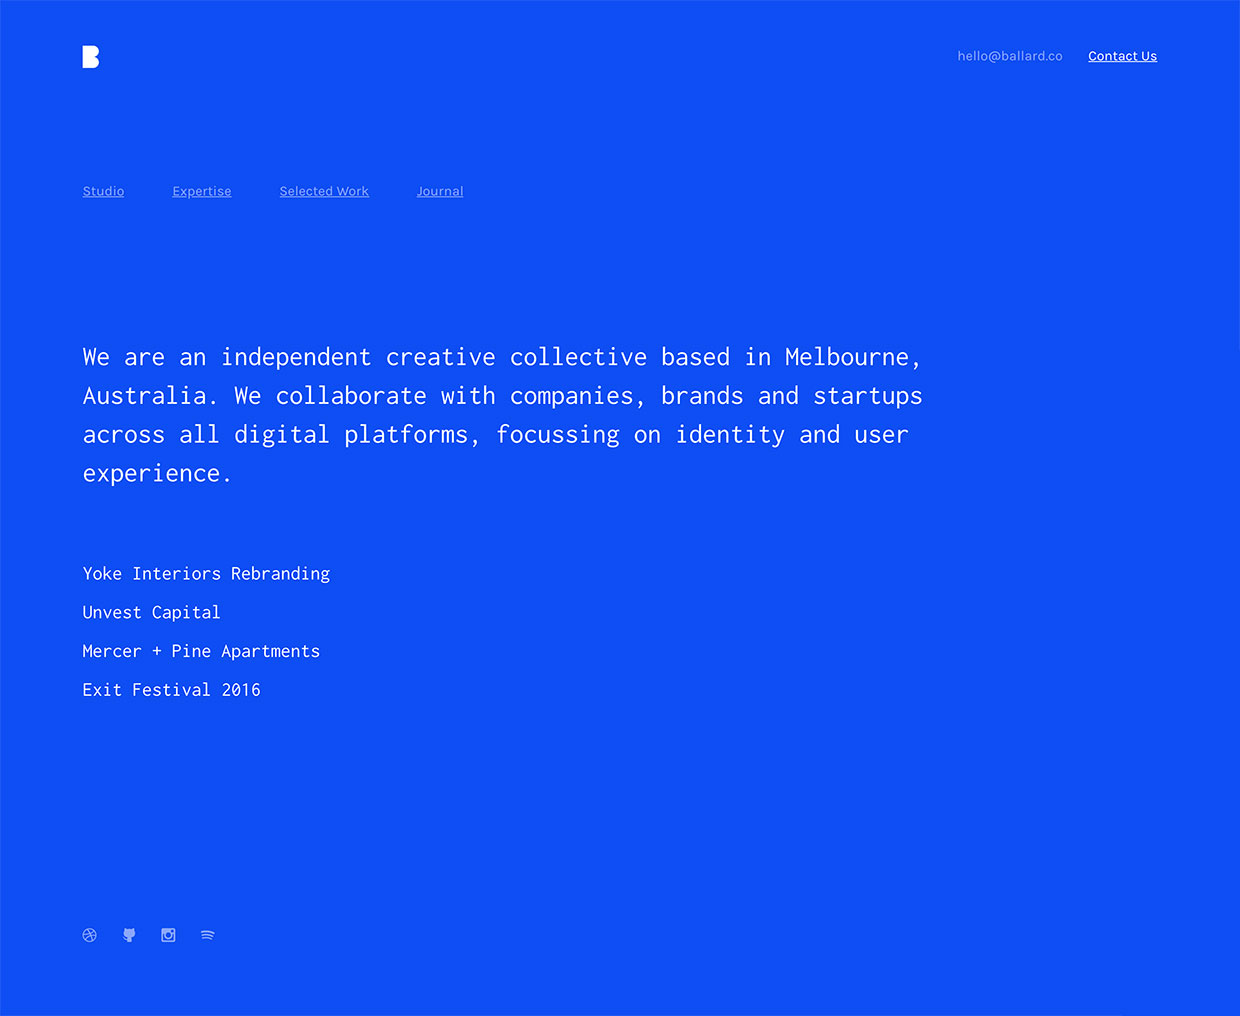 B
hello@ballard.co Contact Us
Studio Expertise Selected Work Journal
We are an independent creative collective based in Melbourne,
Australia. We collaborate with companies, brands and startups
across all digital platforms, focussing on identity and user
experience.
Yoke Interiors Rebranding
Unvest Capital
Mercer + Pine Apartments
Exit Festival 2016